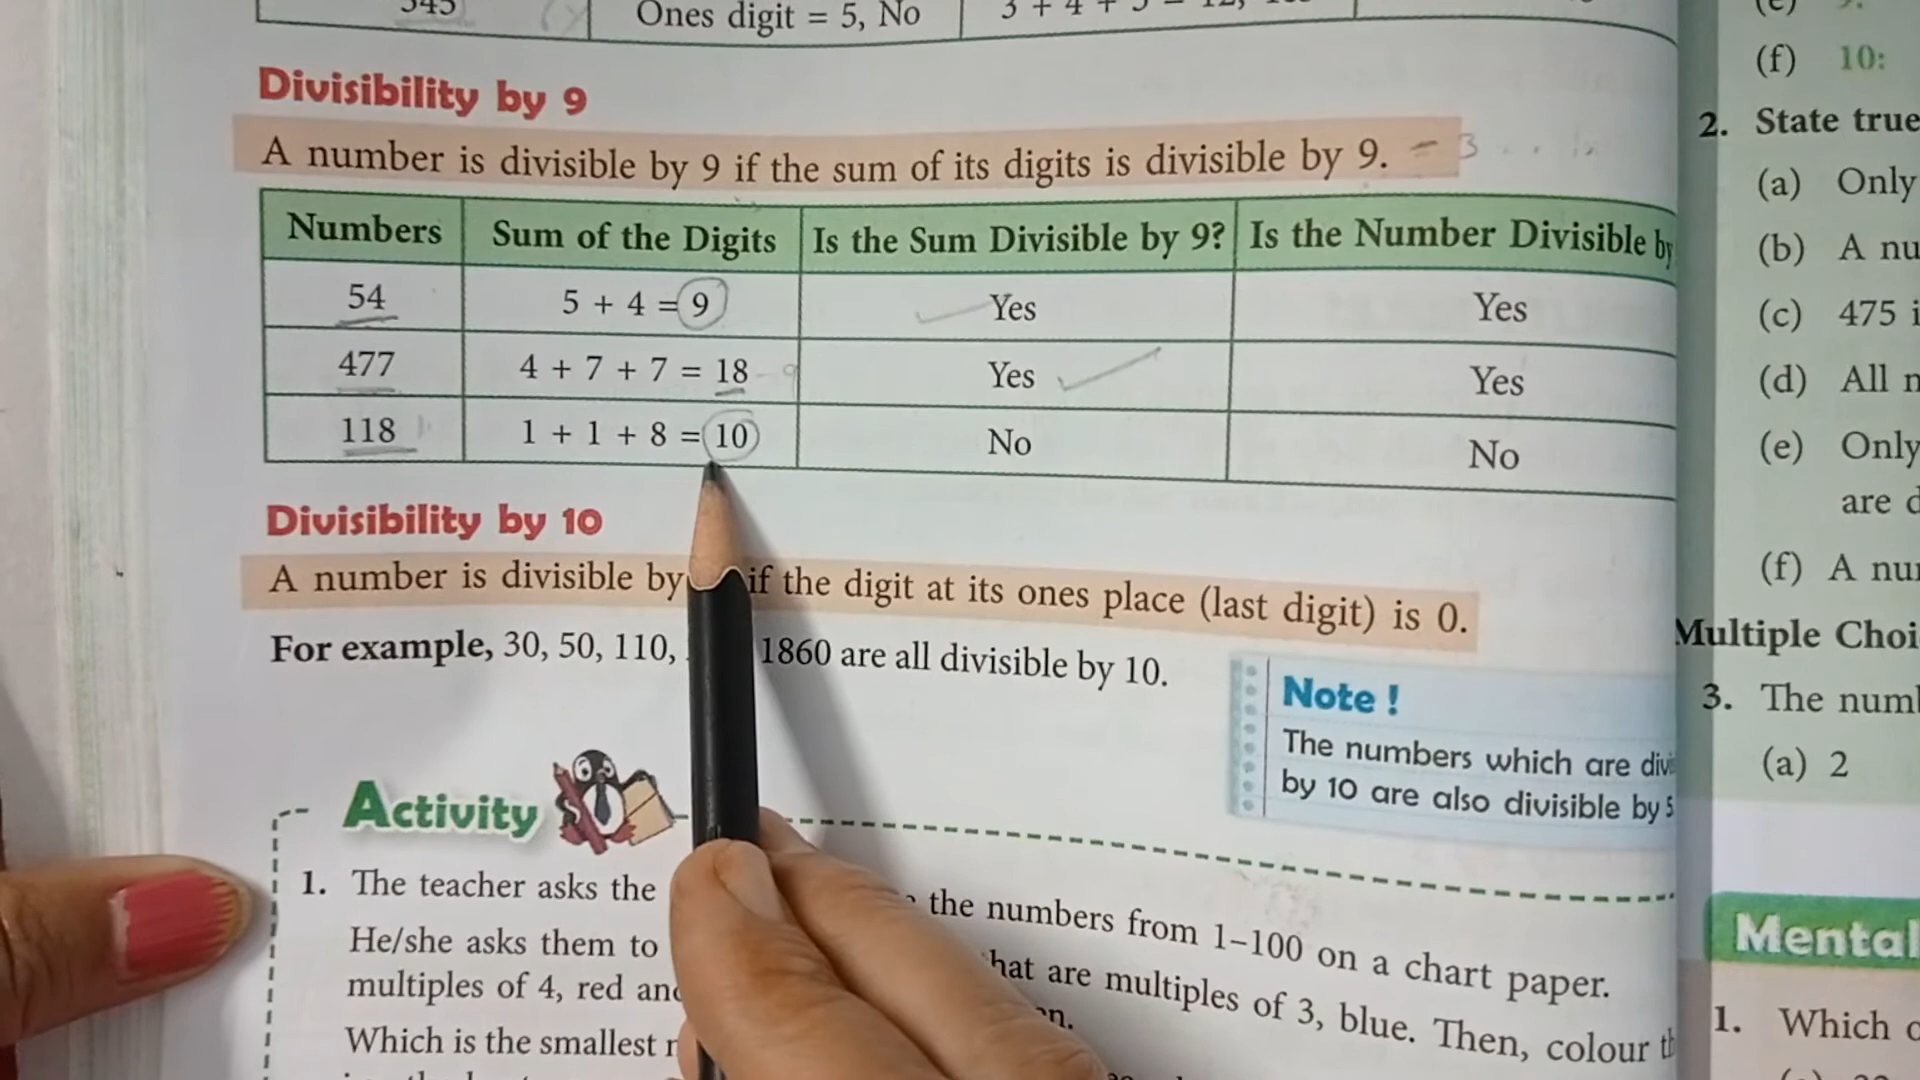 345 Ones digit = 5, No
Divisibility by 9
A number is divisible by 9 if the sum of its digits is divisible by 9. = 3
Numbers Sum of the Digits Is the Sum Divisible by 9? Is the Number Divisible by
54 5 + 4 = 9 Yes Yes
477 4 + 7 + 7 = 18 Yes Yes
118 1 + 1 + 8 = 10 No No
Divisibility by 10
A number is divisible by if the digit at its ones place (last digit) is 0.
For example, 30, 50, 110, 1860 are all divisible by 10.
Note !
The numbers which are divi
by 10 are also divisible by 5
Activity
1. The teacher asks the the numbers from 1–100 on a chart paper.
He/she asks them to that are multiples of 3, blue. Then, colour
multiples of 4, red
Which is the smallest
(f) 10:
2. State true
(a) Only
(b) A
(c) 475
(d) All
(e) Only
are
(f) A
Multiple Choi
3. The
(a) 2
Mental
1. Which